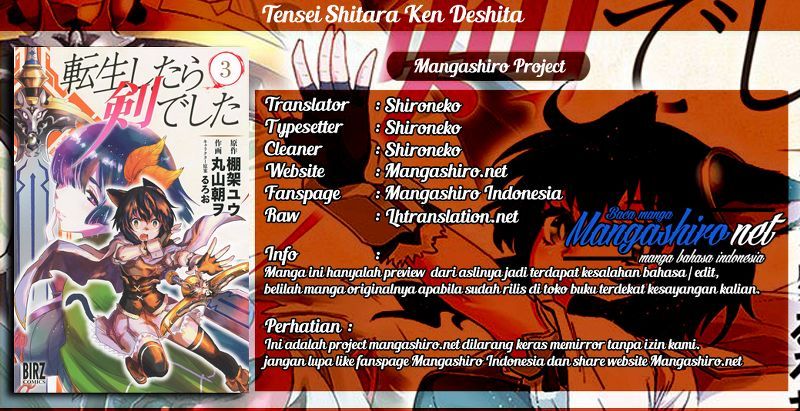 Tensei Shitara Ken Deshita
Mangashiro Project
転生したら
剣でした
3
原作 棚架ユウ
作画 丸山朝ヲ
キャラクター原案 るろお
BIRZ
COMICS
Translator : Shironeko
Typesetter : Shironeko
Cleaner : Shironeko
Website : Mangashiro.net
Fanspage : Mangashiro Indonesia
Raw : Lhtranslation.net
Baca manga
Mangashiro.net
manga bahasa indonesia
Info :
Manga ini hanyalah preview dari aslinya jadi terdapat kesalahan bahasa / edit,
belilah manga originalnya apabila sudah rilis di toko buku terdekat kesayangan kalian.
Perhatian :
Ini adalah project mangashiro.net dilarang keras memirror tanpa izin kami.
jangan lupa like fanspage Mangashiro Indonesia dan share website Mangashiro.net